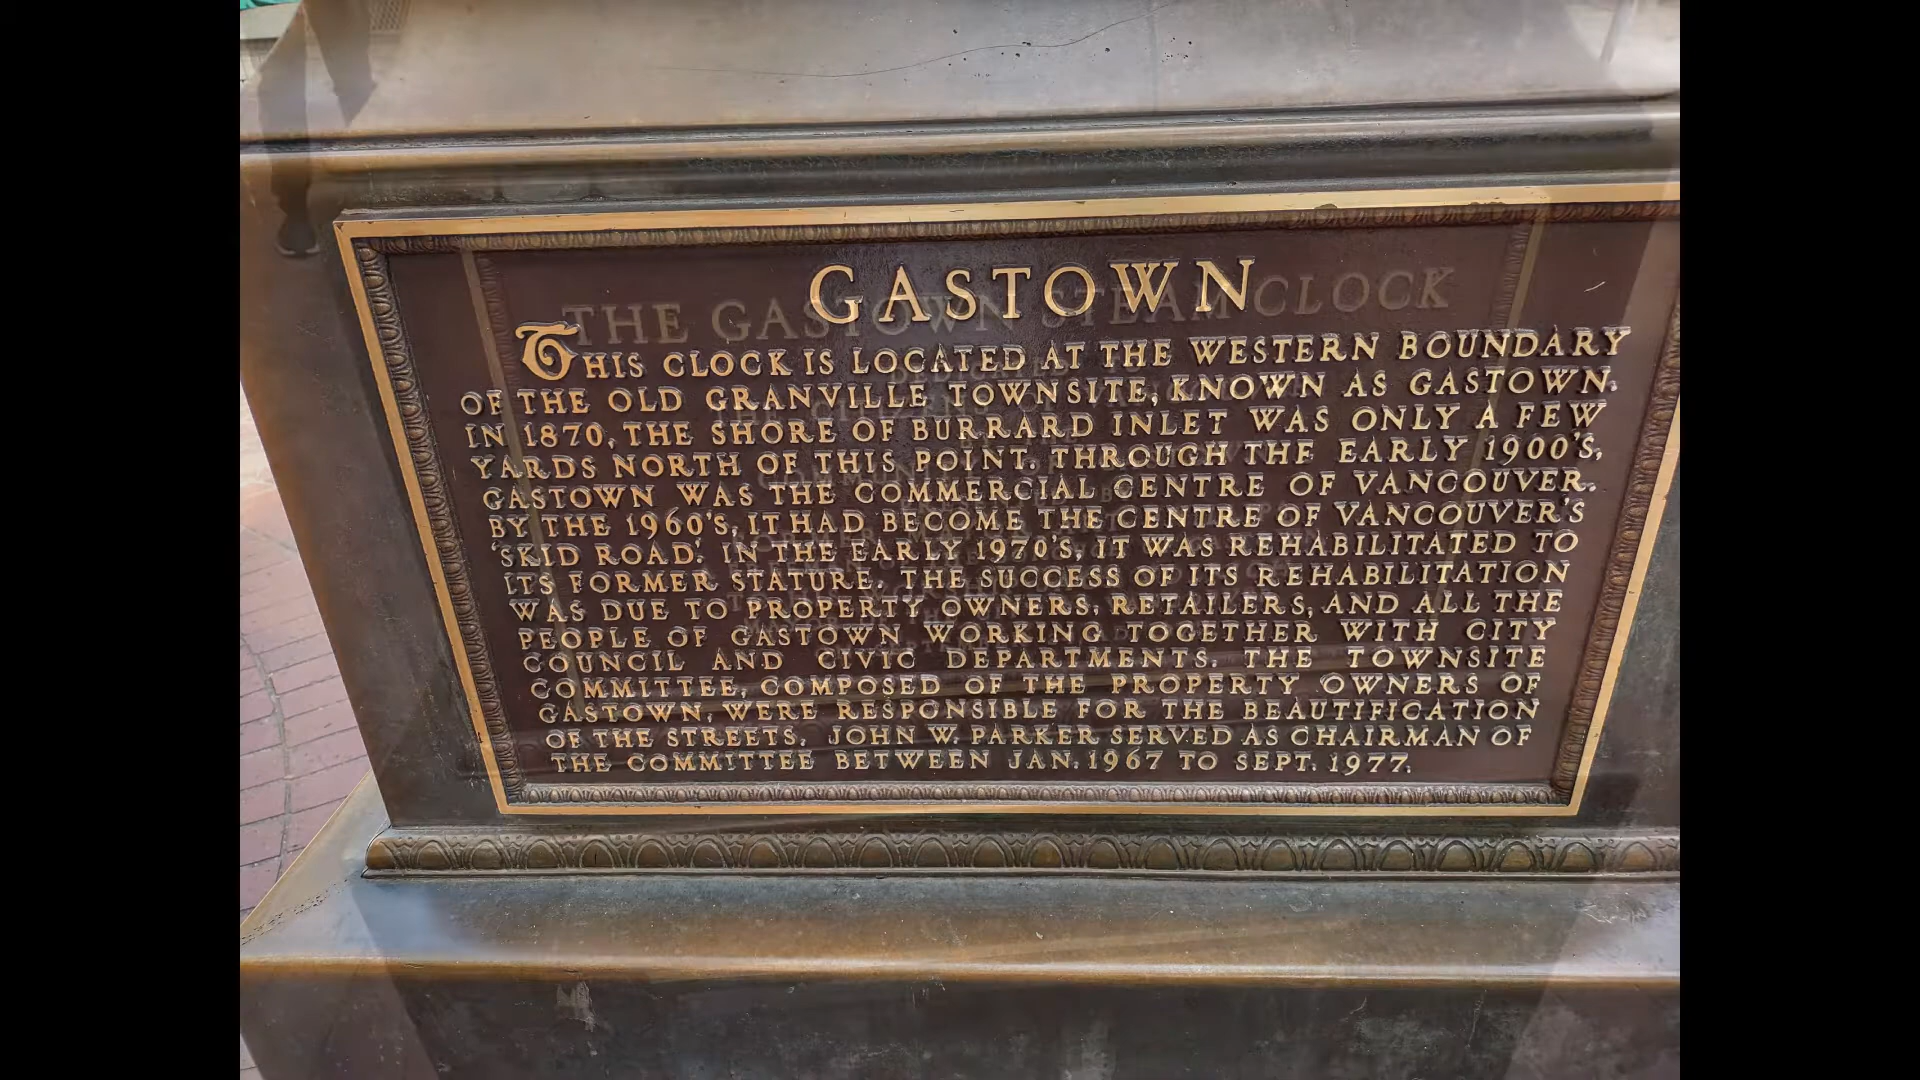 GASTOWN
THE GASTOWN STEAM CLOCK
THIS CLOCK IS LOCATED AT THE WESTERN BOUNDARY
OF THE OLD GRANVILLE TOWNSITE, KNOWN AS GASTOWN.
IN 1870, THE SHORE OF BURRARD INLET WAS ONLY A FEW
YARDS NORTH OF THIS POINT. THROUGH THE EARLY 1900'S,
GASTOWN WAS THE COMMERCIAL CENTRE OF VANCOUVER.
BY THE 1960'S, IT HAD BECOME THE CENTRE OF VANCOUVER'S
'SKID ROAD'. IN THE EARLY 1970'S, IT WAS REHABILITATED TO
ITS FORMER STATURE. THE SUCCESS OF ITS REHABILITATION
WAS DUE TO PROPERTY OWNERS, RETAILERS, AND ALL THE
PEOPLE OF GASTOWN WORKING TOGETHER WITH CITY
COUNCIL AND CIVIC DEPARTMENTS. THE TOWNSITE
COMMITTEE, COMPOSED OF THE PROPERTY OWNERS OF
GASTOWN, WERE RESPONSIBLE FOR THE BEAUTIFICATION
OF THE STREETS. JOHN W. PARKER SERVED AS CHAIRMAN OF
THE COMMITTEE BETWEEN JAN. 1967 TO SEPT. 1977.